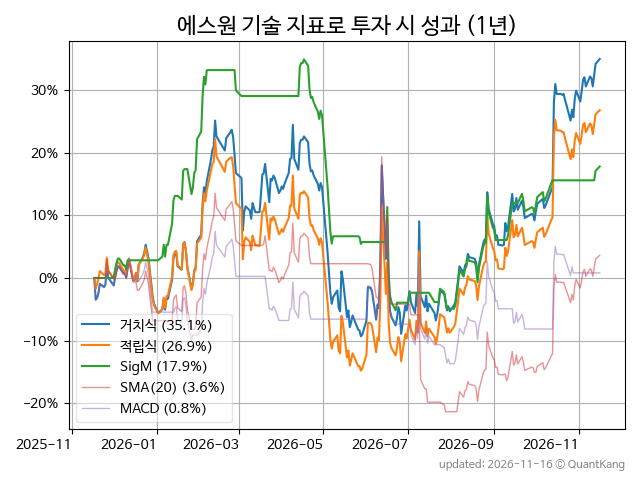 에스원 기술 지표로 투자 시 성과 (1년)
30%
20%
10%
0%
−10%
−20%
거치식 (35.1%)
적립식 (26.9%)
SigM (17.9%)
SMA(20) (3.6%)
MACD (0.8%)
2025-11 2026-01 2026-03 2026-05 2026-07 2026-09 2026-11
updated: 2026-11-16 © QuantKang